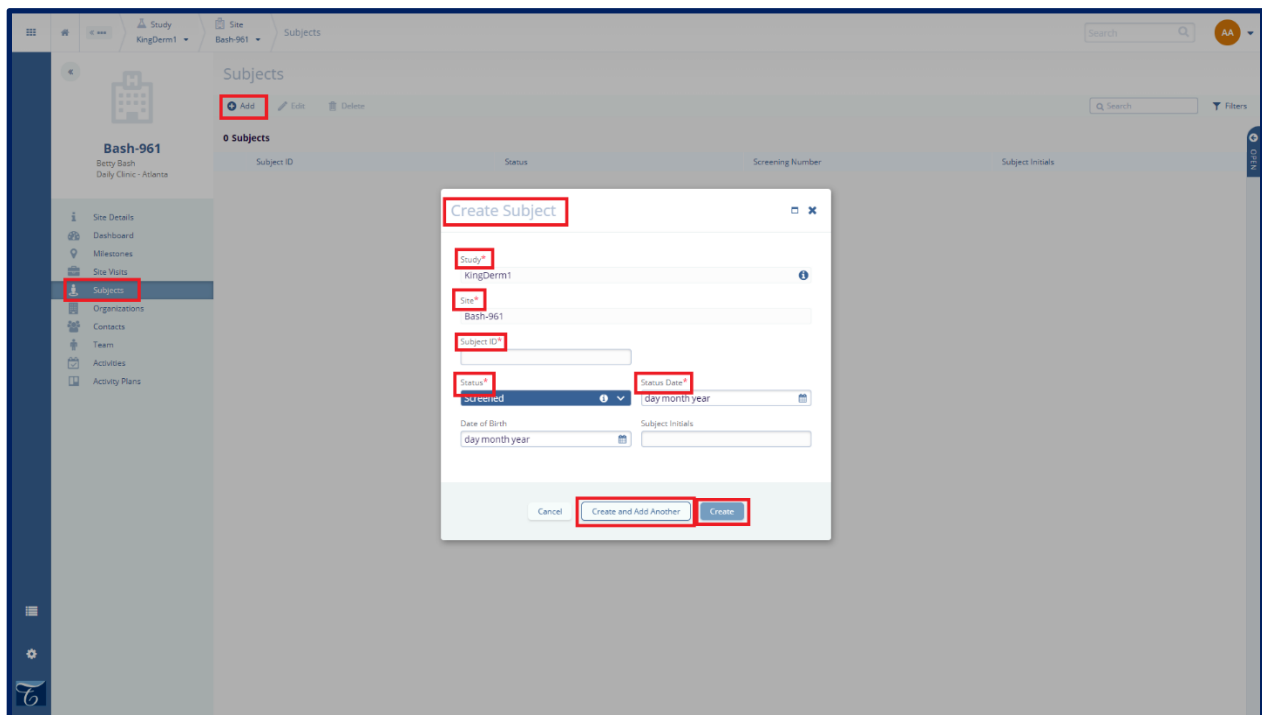 Study
KingDerm1
Site
Bash-961
Subjects
Search
AA
Subjects
Add
Edit
Delete
Search
Filters
OPEN
Bash-961
Betty Bash
Deily Clinic - Atlanta
0 Subjects
Subject ID
Status
Screening Number
Subject Initials
Site Details
Dashboard
Milestones
Site Visits
Subjects
Organizations
Contacts
Team
Activities
Activity Plans
Create Subject
Study*
KingDerm1
Site*
Bash-961
Subject ID*
Status*
Status Date*
Screened
day month year
Date of Birth
Subject Initials
day month year
Cancel
Create and Add Another
Create